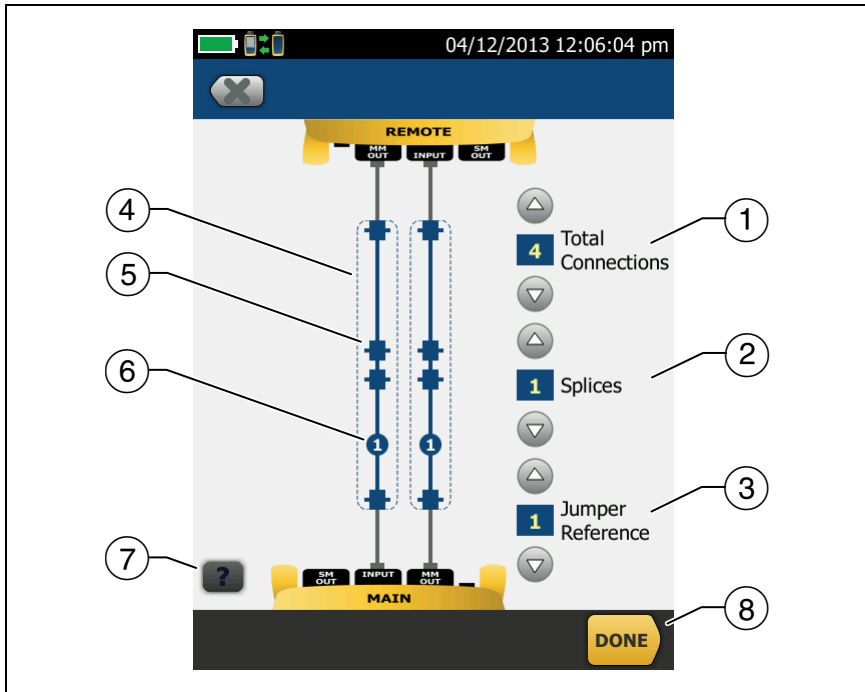 04/12/2013 12:06:04 pm
REMOTE
MM OUT
INPUT
SM OUT
4
Total
Connections
1
5
1
Splices
2
6
1
1
1
Jumper
Reference
3
7
?
SM OUT
INPUT
MM OUT
MAIN
DONE
8
4